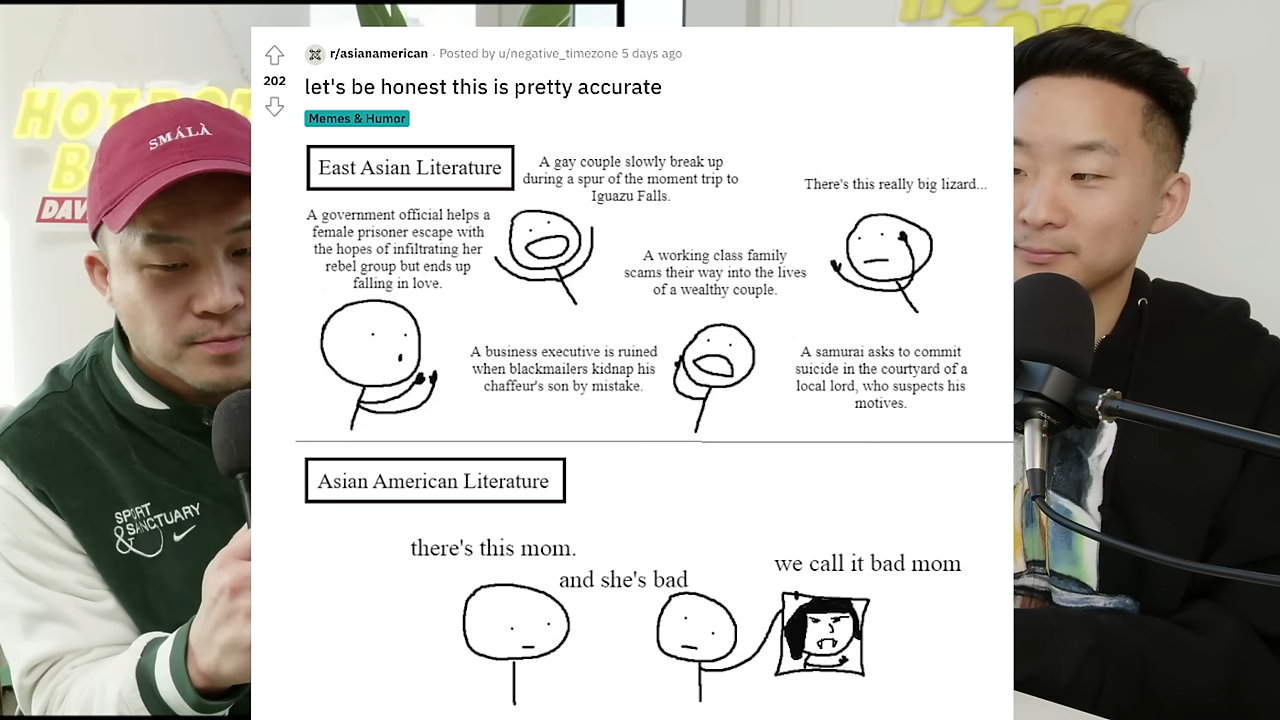 r/asianamerican · Posted by u/negative_timezone 5 days ago
202
let's be honest this is pretty accurate
Memes & Humor
East Asian Literature
A gay couple slowly break up
during a spur of the moment trip to
Iguazu Falls.
There's this really big lizard...
A government official helps a
female prisoner escape with
the hopes of infiltrating her
rebel group but ends up
falling in love.
A working class family
scams their way into the lives
of a wealthy couple.
A business executive is ruined
when blackmailers kidnap his
chaffeur's son by mistake.
A samurai asks to commit
suicide in the courtyard of a
local lord, who suspects his
motives.
Asian American Literature
there's this mom.
and she's bad
we call it bad mom
SMÁLÀ
SPORT
& SANCTUARY
HOT
B
DAV